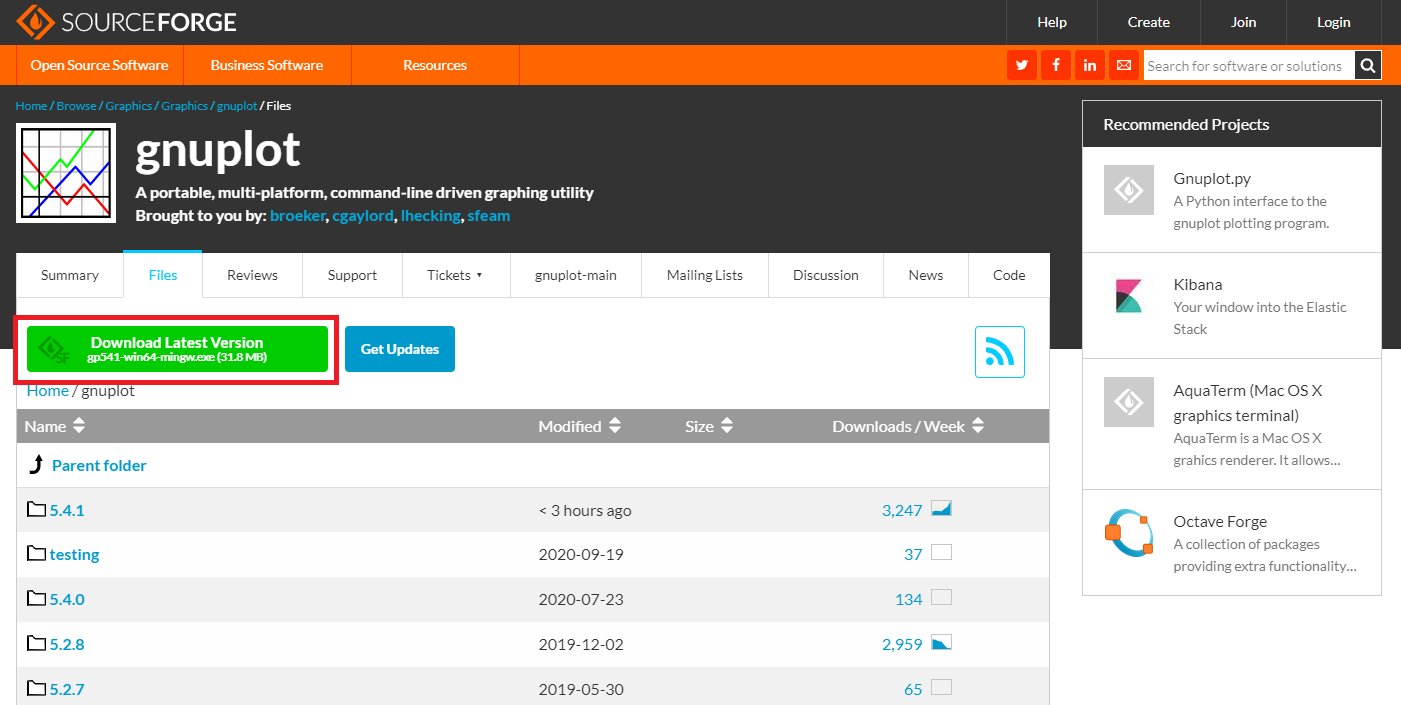 SOURCEFORGE
Help Create Join Login
Open Source Software Business Software Resources
Search for software or solutions
Home / Browse / Graphics / Graphics / gnuplot / Files
gnuplot
A portable, multi-platform, command-line driven graphing utility
Brought to you by: broeker, cgaylord, lhecking, sfeam
Summary Files Reviews Support Tickets ▾ gnuplot-main Mailing Lists Discussion News Code
SF
Download Latest Version
gp541-win64-mingw.exe (31.8 MB)
Get Updates
Home / gnuplot
Name Modified Size Downloads / Week
Parent folder
5.4.1 < 3 hours ago 3,247
testing 2020-09-19 37
5.4.0 2020-07-23 134
5.2.8 2019-12-02 2,959
5.2.7 2019-05-30 65
Recommended Projects
Gnuplot.py
A Python interface to the
gnuplot plotting program.
Kibana
Your window into the Elastic
Stack
AquaTerm (Mac OS X
graphics terminal)
AquaTerm is a Mac OS X
grahics renderer. It allows...
Octave Forge
A collection of packages
providing extra functionality...